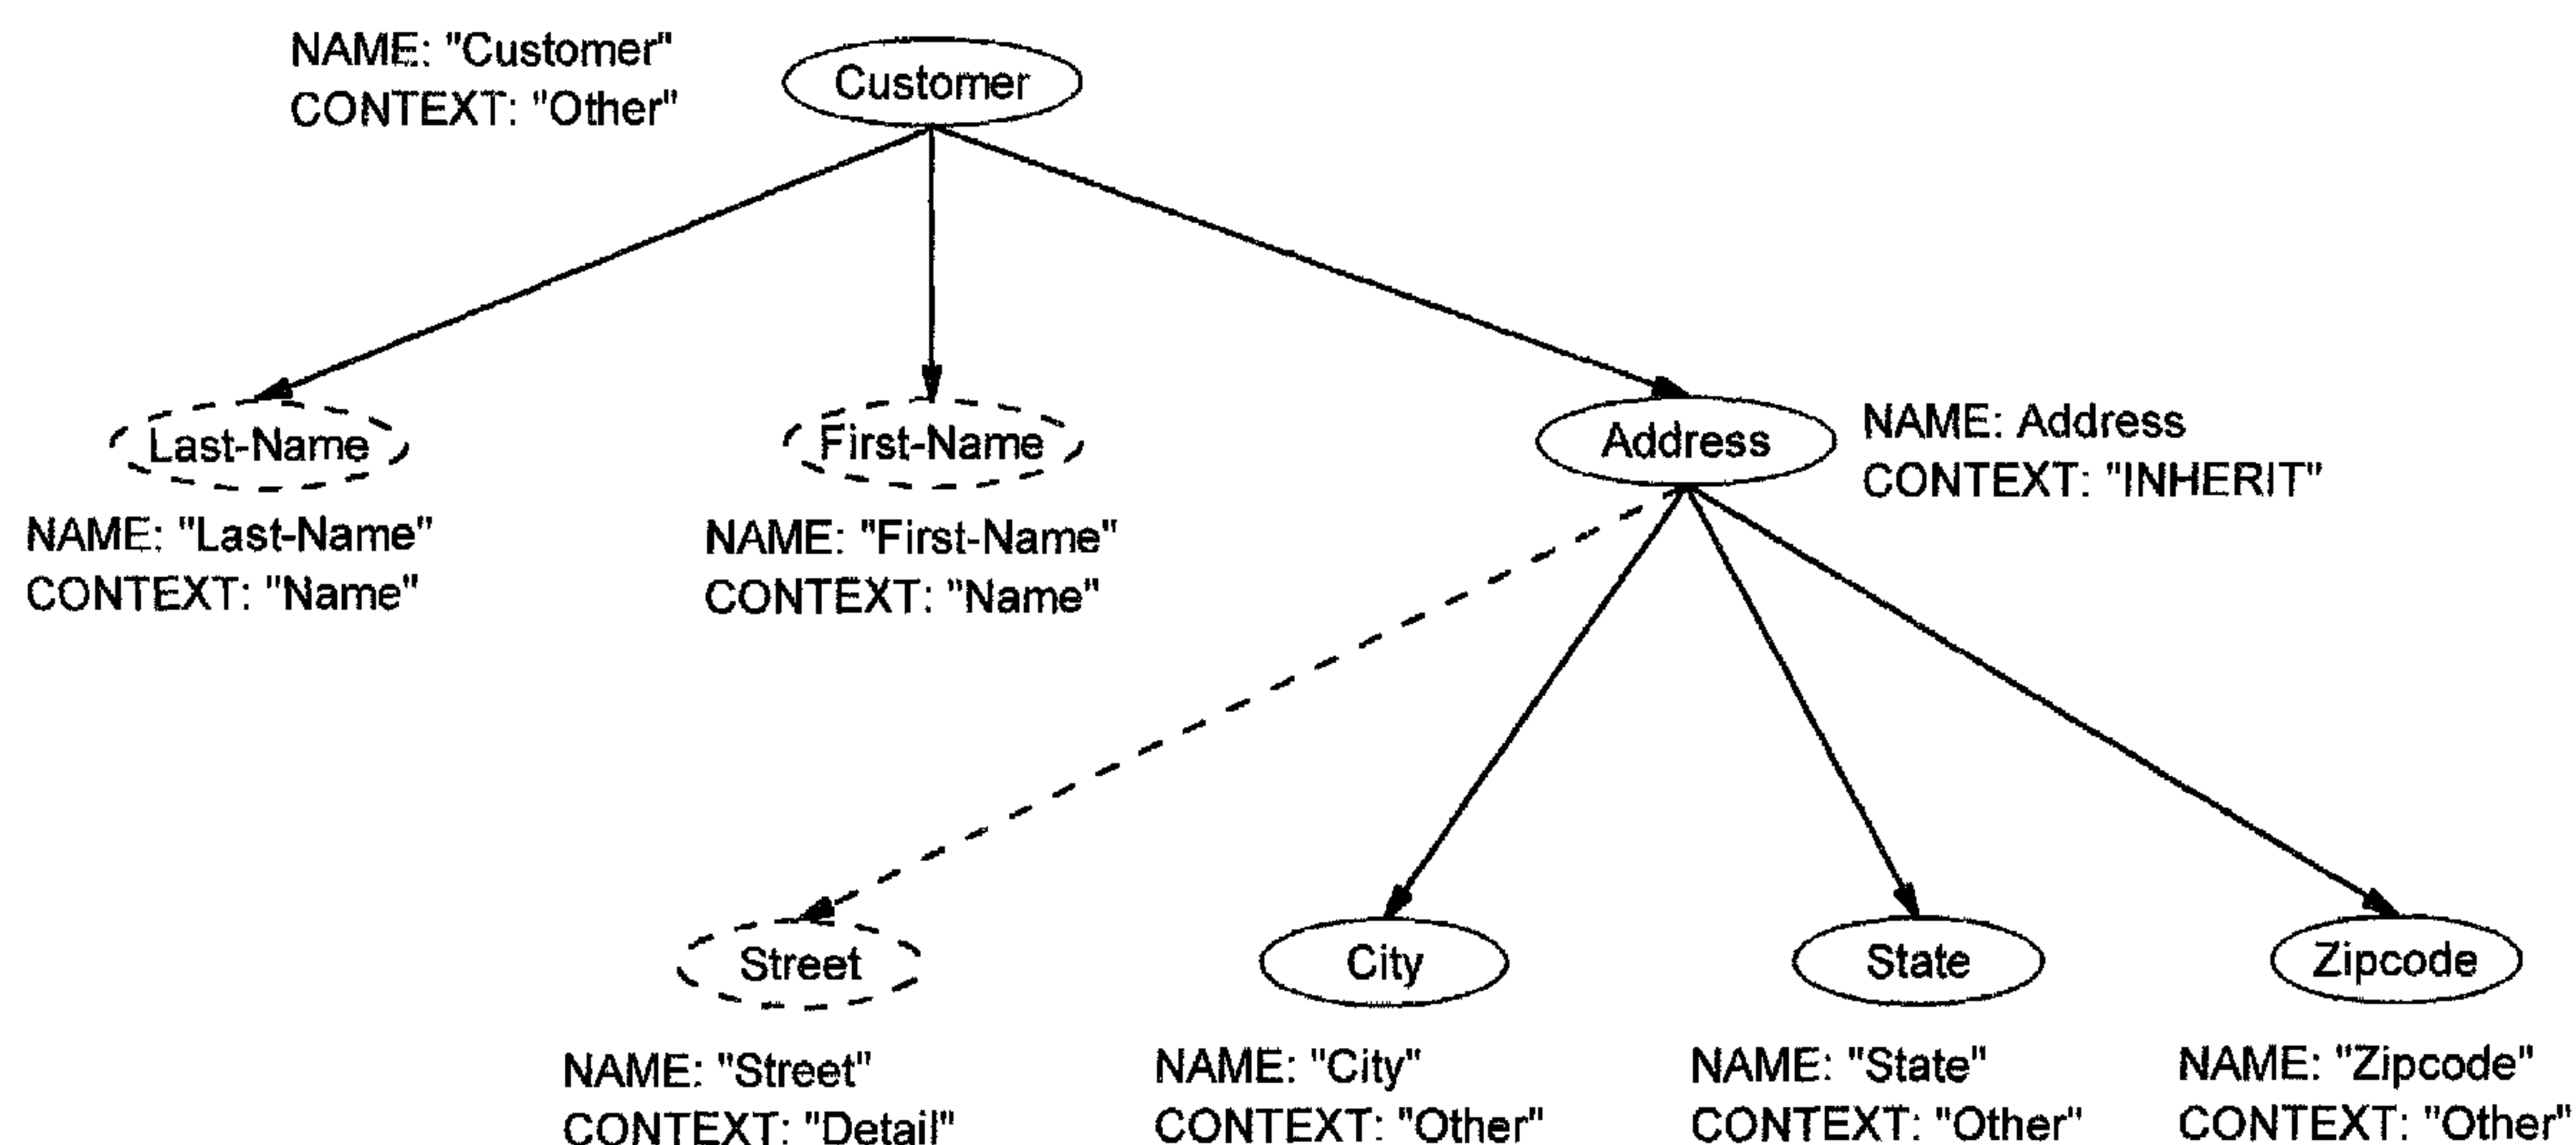 NAME: "Customer"
CONTEXT: "Other"
Customer
Last-Name
NAME: "Last-Name"
CONTEXT: "Name"
First-Name
NAME: "First-Name"
CONTEXT: "Name"
Address
NAME: Address
CONTEXT: "INHERIT"
Street
NAME: "Street"
CONTEXT: "Detail"
City
NAME: "City"
CONTEXT: "Other"
State
NAME: "State"
CONTEXT: "Other"
Zipcode
NAME: "Zipcode"
CONTEXT: "Other"